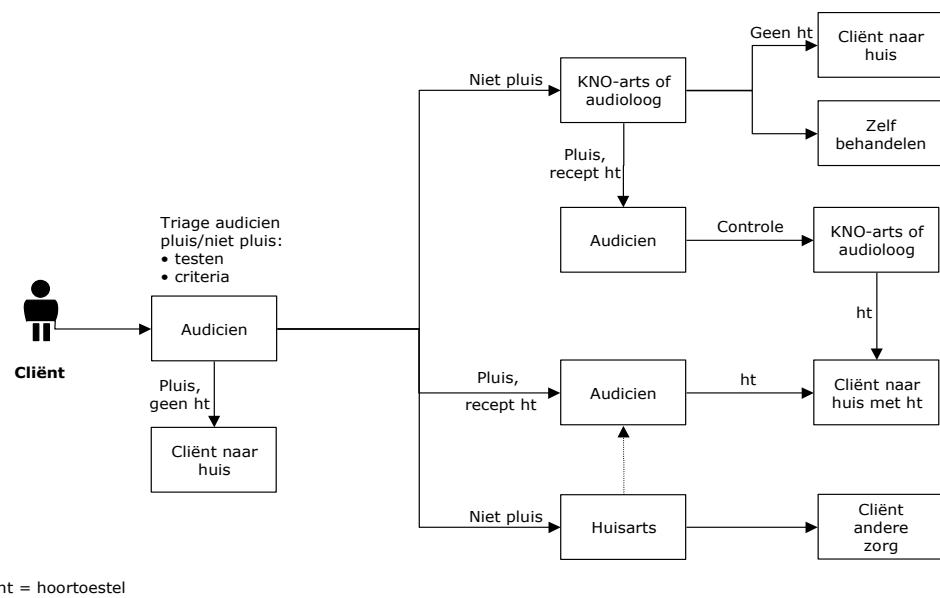 Geen ht
Cliënt naar
huis
Niet pluis
KNO-arts of
audioloog
Zelf
behandelen
Pluis,
recept ht
Triage audicien
pluis/niet pluis:
• testen
• criteria
Audicien
Controle
KNO-arts of
audioloog
Audicien
ht
Cliënt
Pluis,
geen ht
Pluis,
recept ht
Audicien
ht
Cliënt naar
huis met ht
Cliënt naar
huis
Niet pluis
Huisarts
Cliënt
andere
zorg
ht = hoortoestel